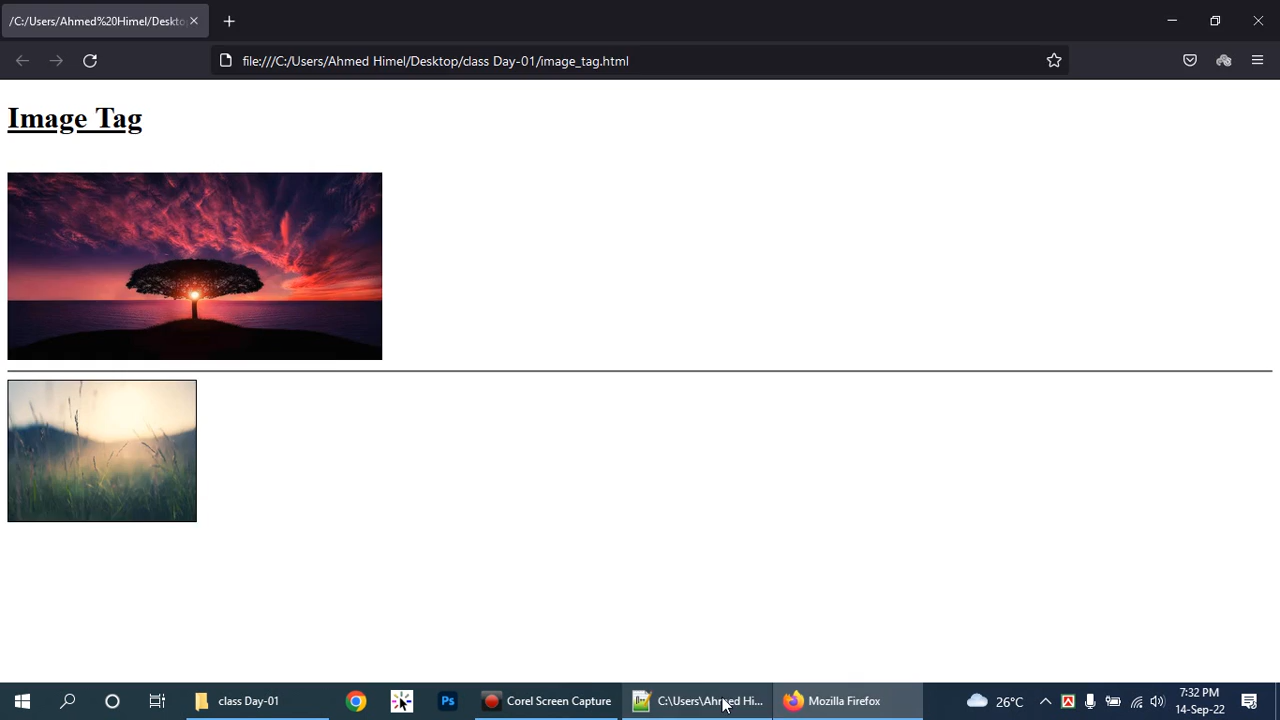 /C:/Users/Ahmed%20Himel/Deskto
file:///C:/Users/Ahmed Himel/Desktop/class Day-01/image_tag.html
Image Tag
class Day-01
Ps
Corel Screen Capture
C:\Users\Ahmed Hi...
Mozilla Firefox
26°C
7:32 PM
14-Sep-22